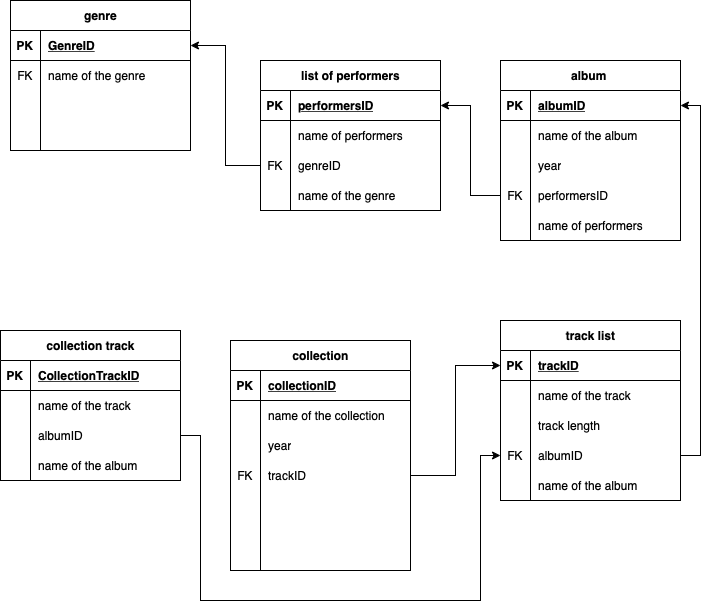 genre
PK GenreID
FK name of the genre
list of performers
PK performersID
name of performers
FK genreID
name of the genre
album
PK albumID
name of the album
year
FK performersID
name of performers
collection track
PK CollectionTrackID
name of the track
albumID
name of the album
collection
PK collectionID
name of the collection
year
FK trackID
track list
PK trackID
name of the track
track length
FK albumID
name of the album